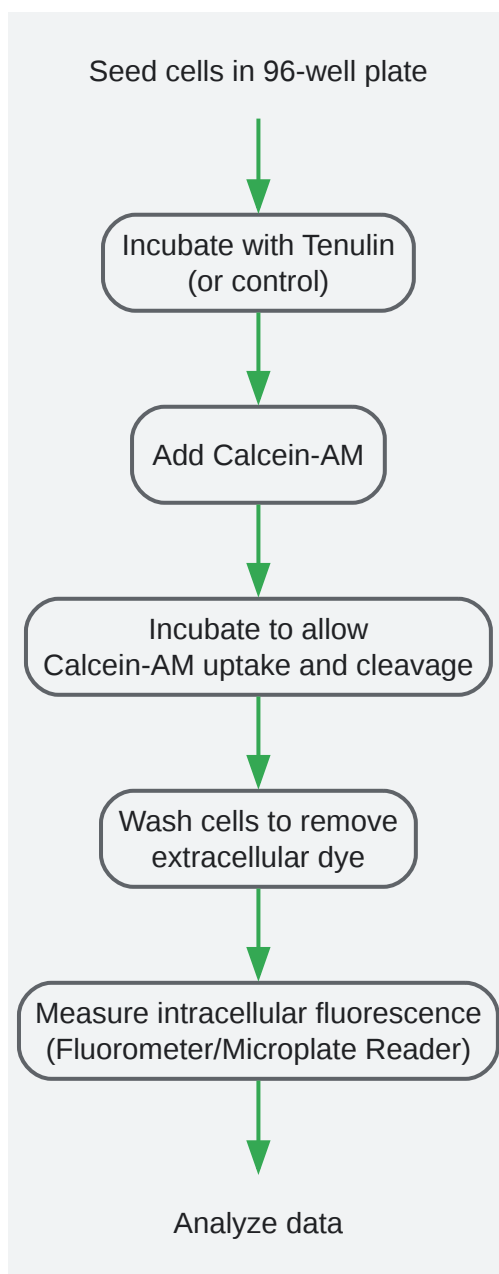 Seed cells in 96-well plate
Incubate with Tenulin
(or control)
Add Calcein-AM
Incubate to allow
Calcein-AM uptake and cleavage
Wash cells to remove
extracellular dye
Measure intracellular fluorescence
(Fluorometer/Microplate Reader)
Analyze data